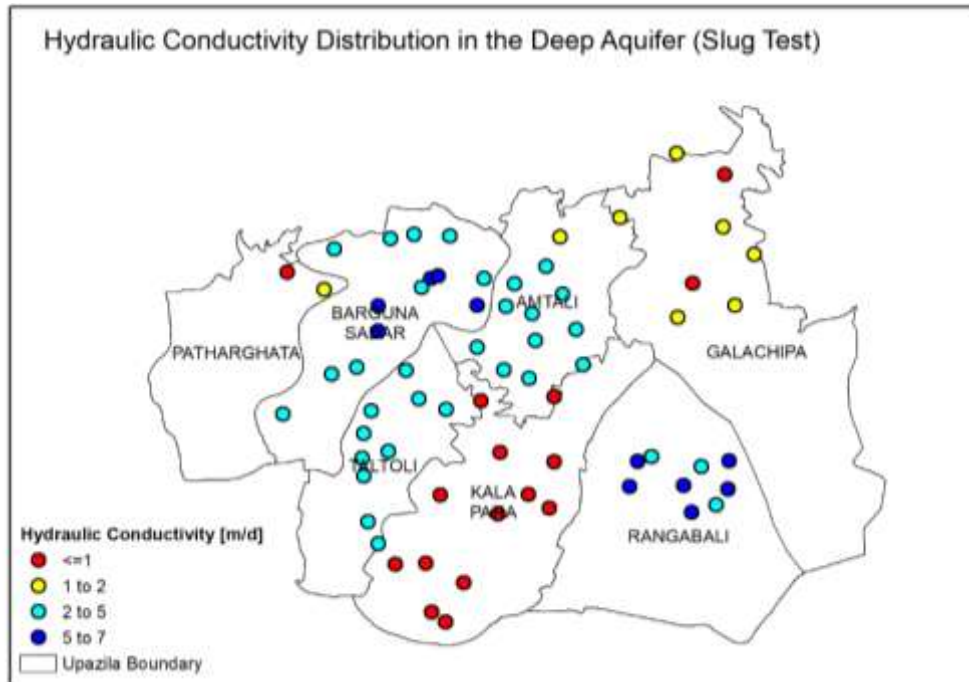 Hydraulic Conductivity Distribution in the Deep Aquifer (Slug Test)
AMTALI
BARGUNA
SADAR
PATHARGHATA
GALACHIPA
TALTOLI
KALA
PARA
RANGABALI
Hydraulic Conductivity [m/d]
<=1
1 to 2
2 to 5
5 to 7
Upazila Boundary